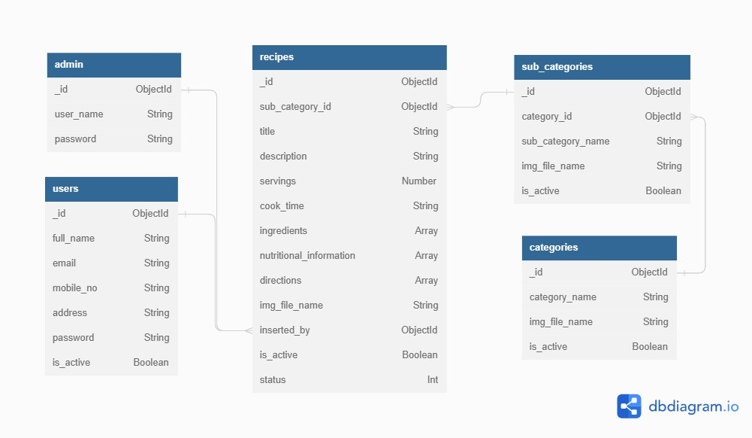 admin
_id ObjectId
user_name String
password String
users
_id ObjectId
full_name String
email String
mobile_no String
address String
password String
is_active Boolean
recipes
_id ObjectId
sub_category_id ObjectId
title String
description String
servings Number
cook_time String
ingredients Array
nutritional_information Array
directions Array
img_file_name String
inserted_by ObjectId
is_active Boolean
status Int
sub_categories
_id ObjectId
category_id ObjectId
sub_category_name String
img_file_name String
is_active Boolean
categories
_id ObjectId
category_name String
img_file_name String
is_active Boolean
dbdiagram.io